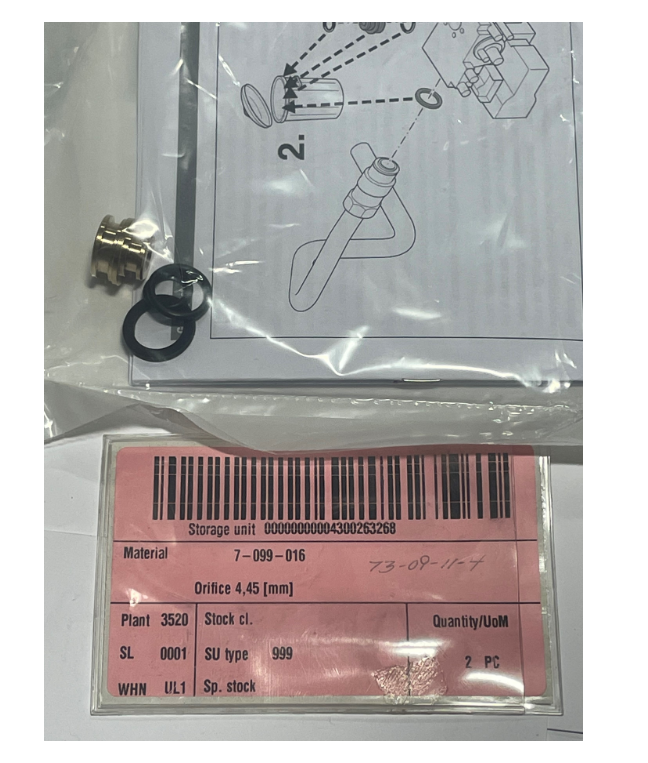 2.
Storage unit 00000000004300263268
Material 7-099-016 73-09-11-4
Orifice 4,45 [mm]
Plant 3520 Stock cl. Quantity/UoM
SL 0001 SU type 999 2 PC
WHN UL1 Sp. stock